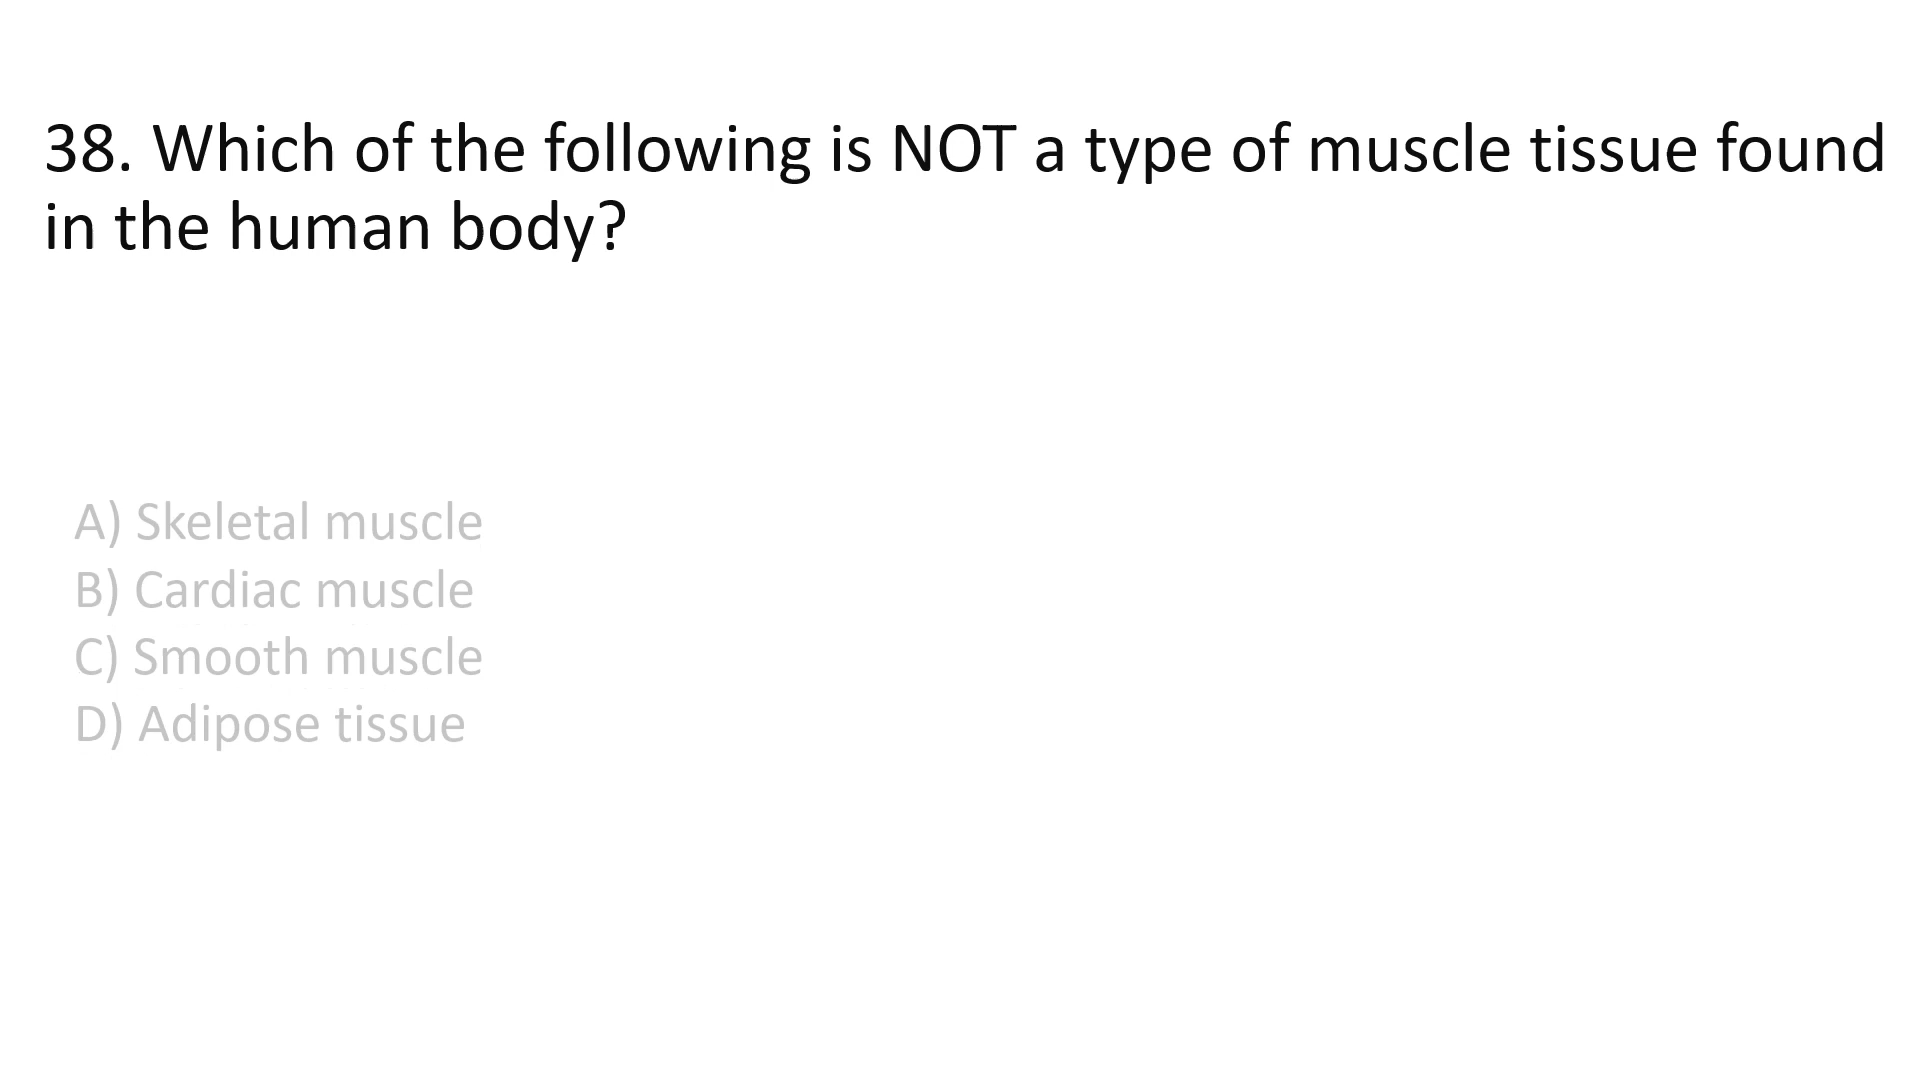 38. Which of the following is NOT a type of muscle tissue found
in the human body?
A) Skeletal muscle
B) Cardiac muscle
C) Smooth muscle
D) Adipose tissue